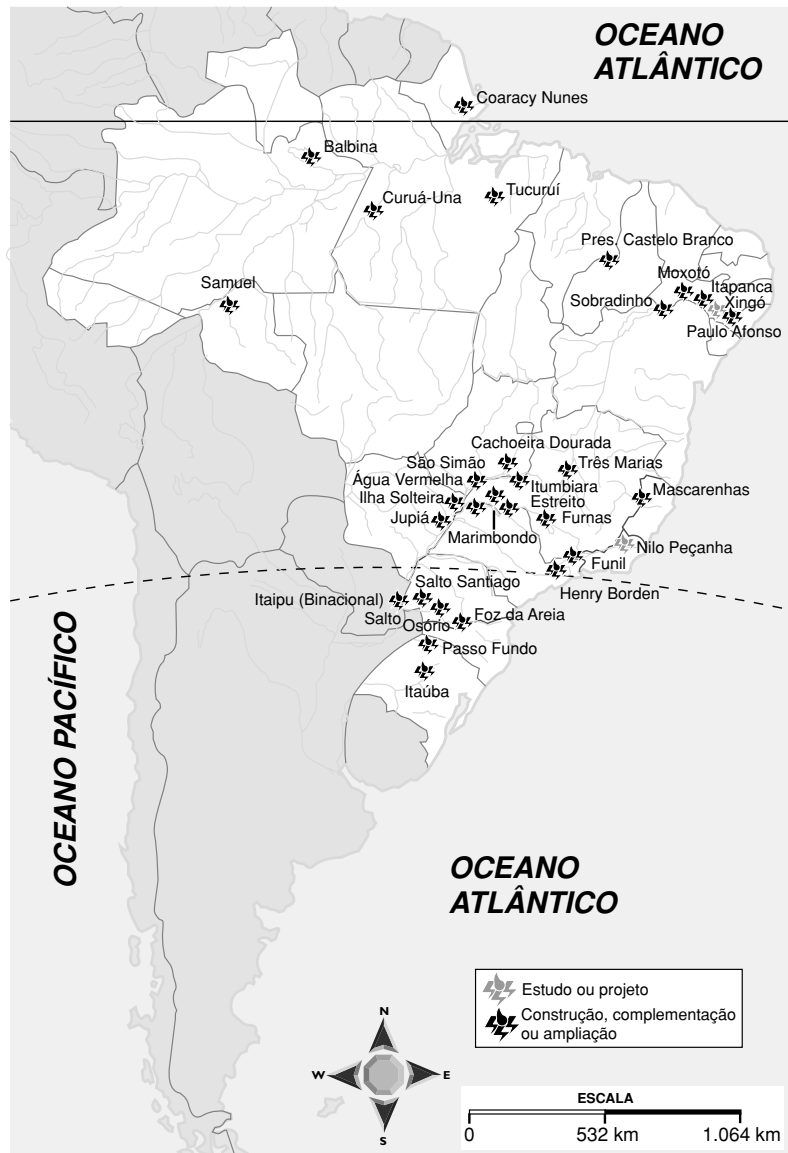 OCEANO
ATLÂNTICO
Coaracy Nunes
Balbina
Curuá-Una
Tucuruí
Pres. Castelo Branco
Samuel
Moxotó
Itapanca
Sobradinho
Xingó
Paulo Afonso
Cachoeira Dourada
São Simão
Três Marias
Água Vermelha
Itumbiara
Mascarenhas
Ilha Solteira
Estreito
Jupiá
Furnas
Marimbondo
Nilo Peçanha
Funil
Salto Santiago
Henry Borden
Itaipu (Binacional)
Salto
Osório
Foz da Areia
Passo Fundo
Itaúba
OCEANO PACÍFICO
OCEANO
ATLÂNTICO
Estudo ou projeto
Construção, complementação
ou ampliação
N
W
E
S
ESCALA
0
532 km
1.064 km